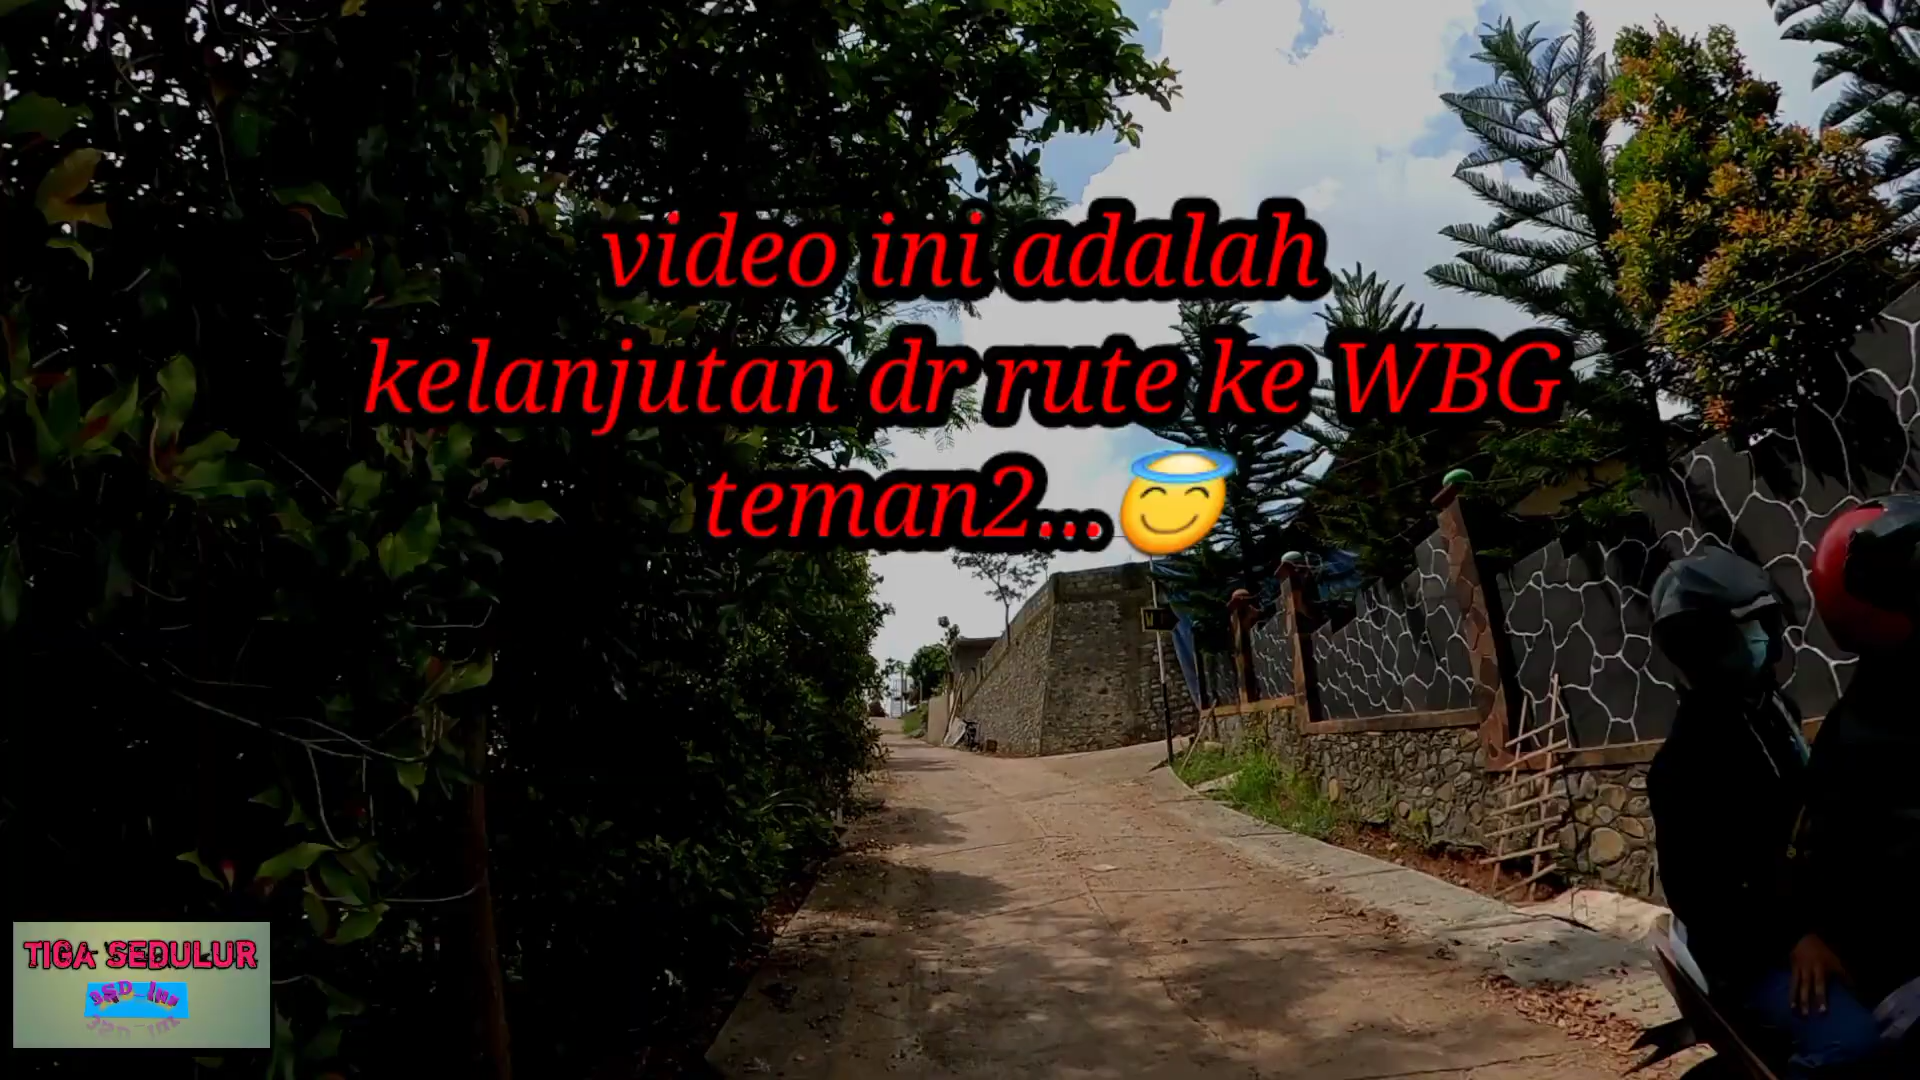 video ini adalah
kelanjutan dr rute ke WBG
teman2...😇
TIGA SEDULUR